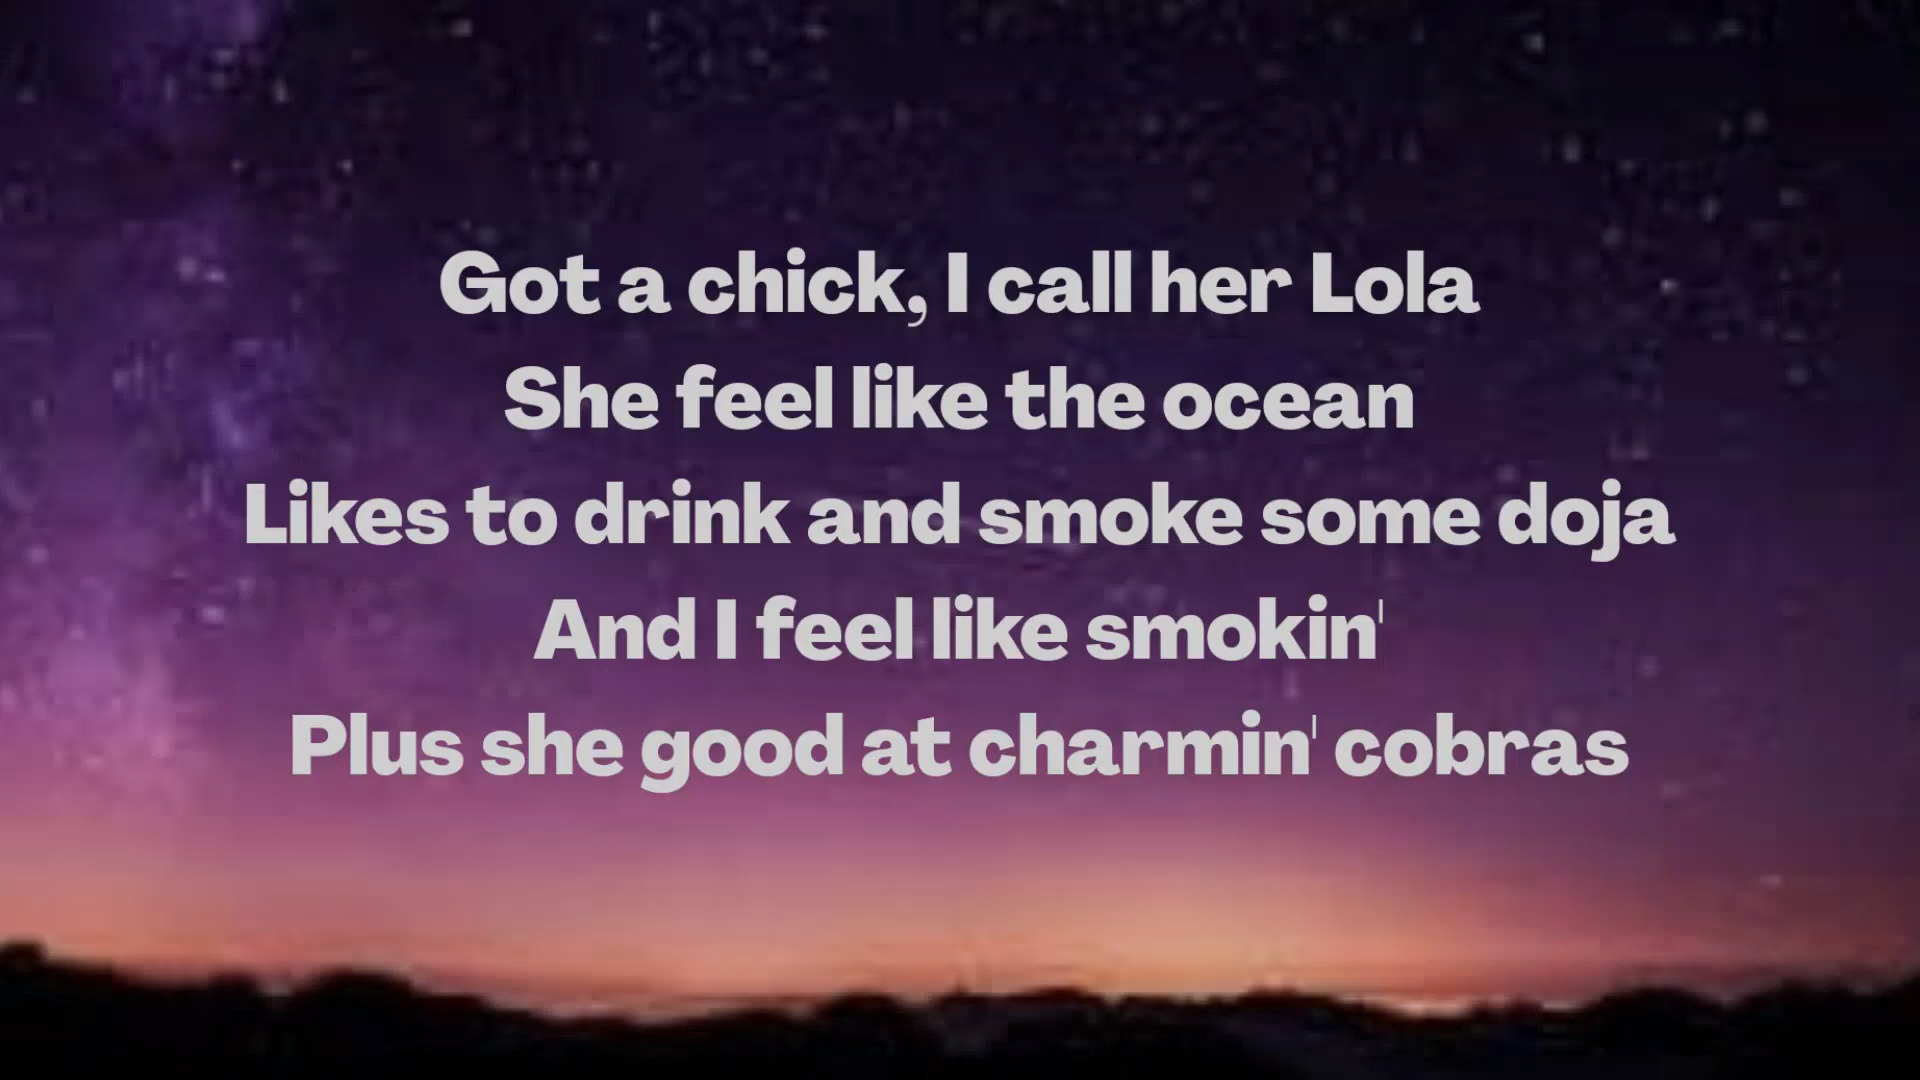 Got a chick, I call her Lola
She feel like the ocean
Likes to drink and smoke some doja
And I feel like smokin'
Plus she good at charmin' cobras